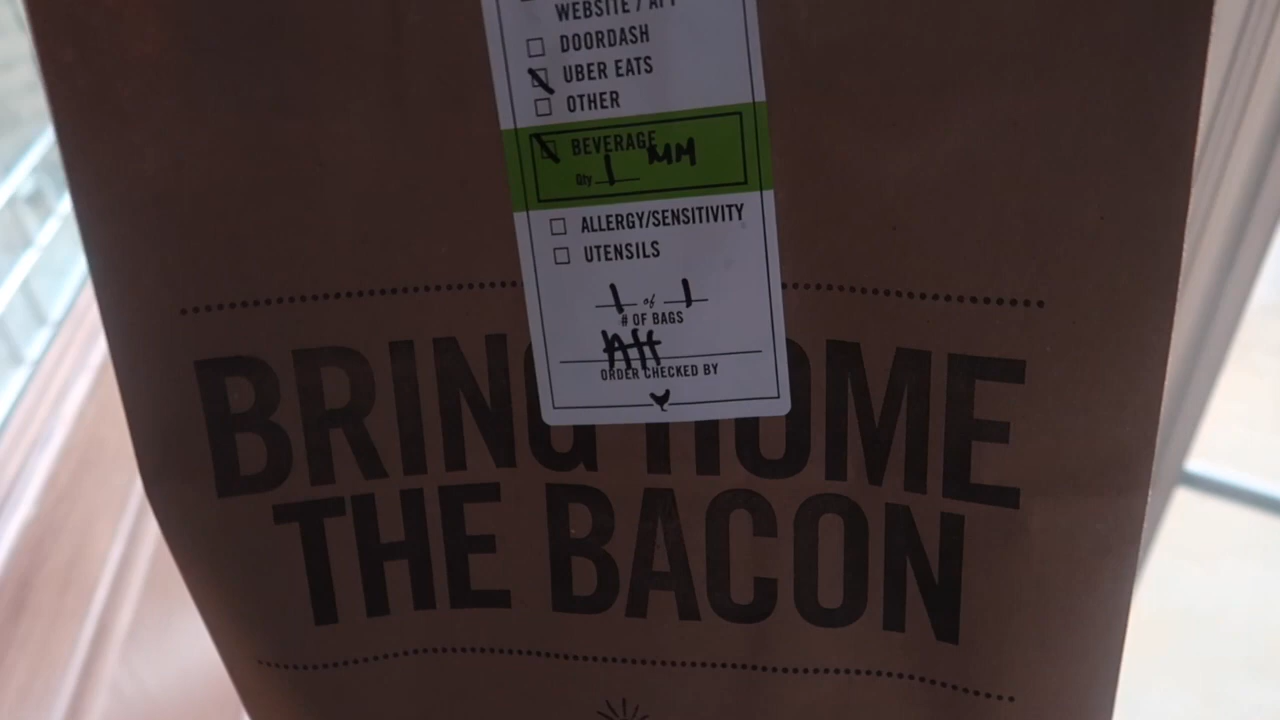 WEBSITE / APP
DOORDASH
UBER EATS
OTHER
BEVERAGE
Qty 1 MM
ALLERGY/SENSITIVITY
UTENSILS
1 of 1
# OF BAGS
ORDER CHECKED BY
BRING HOME
THE BACON